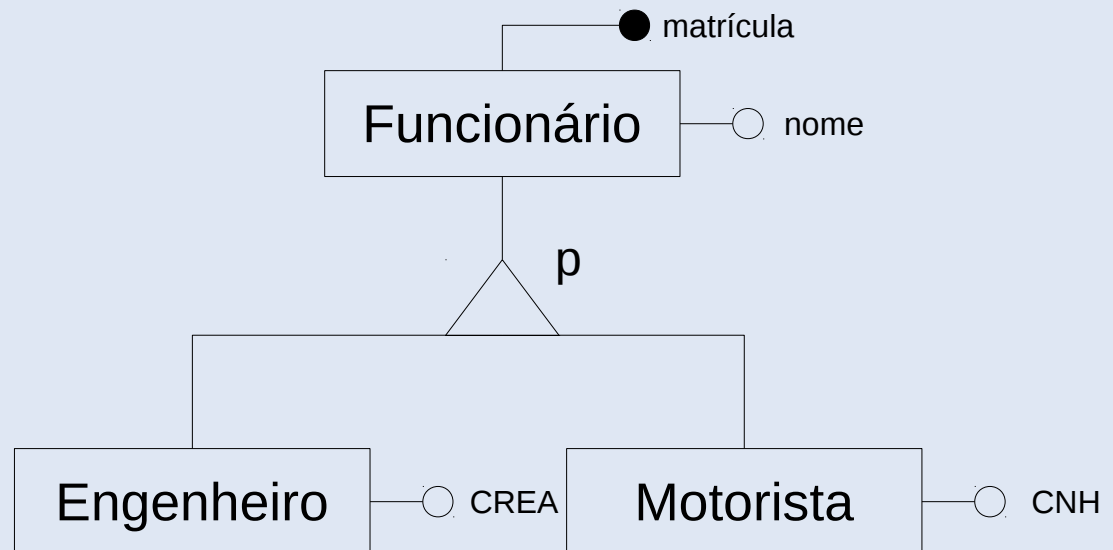 matrícula
Funcionário
nome
p
Engenheiro
CREA
Motorista
CNH